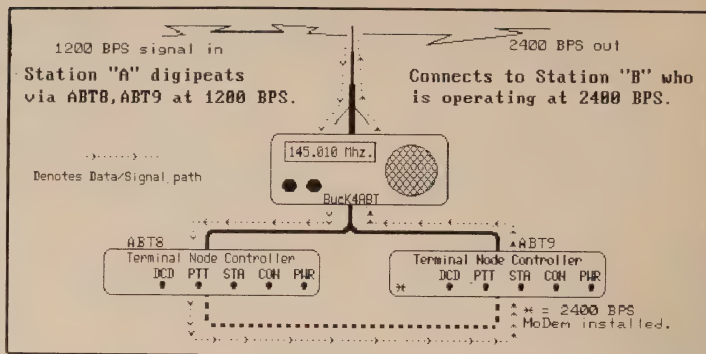 1200 BPS signal in
2400 BPS out
Station "A" digipeats
via ABT8,ABT9 at 1200 BPS.
Connects to Station "B" who
is operating at 2400 BPS.
145.010 Mhz.
Denotes Data/Signal path
BucK4ABT
ABT8
Terminal Node Controller
DCD PTT STA CON PWR
ABT9
Terminal Node Controller
DCD PTT STA CON PWR
*
* = 2400 BPS
MoDem installed.